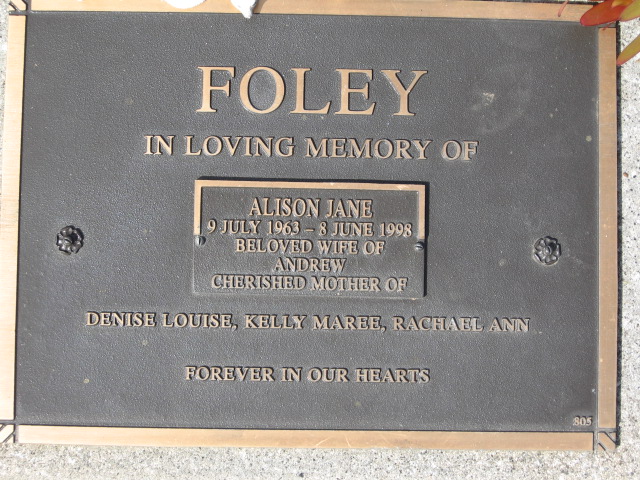 FOLEY
IN LOVING MEMORY OF
ALISON JANE
9 JULY 1963 – 8 JUNE 1998
BELOVED WIFE OF
ANDREW
CHERISHED MOTHER OF
DENISE LOUISE, KELLY MAREE, RACHAEL ANN
FOREVER IN OUR HEARTS
805